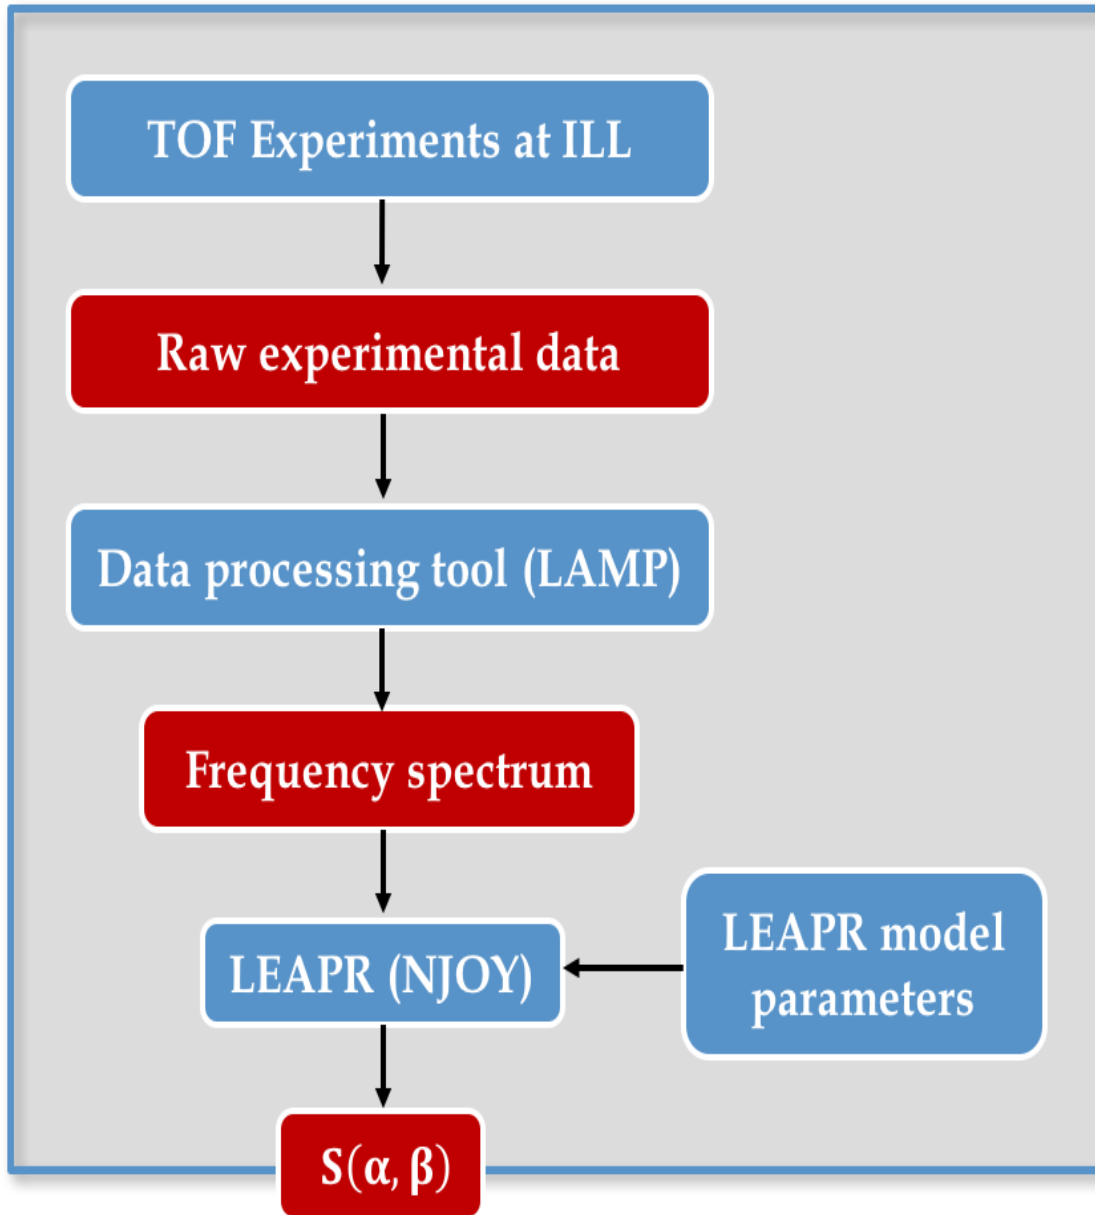 TOF Experiments at ILL
Raw experimental data
Data processing tool (LAMP)
Frequency spectrum
LEAPR (NJOY)
LEAPR model
parameters
S(α, β)